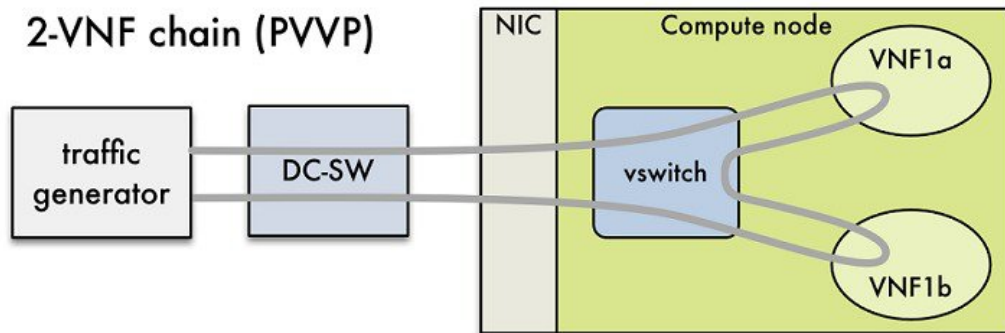 2-VNF chain (PVVP)
NIC
Compute node
VNF1a
traffic
generator
DC-SW
vswitch
VNF1b